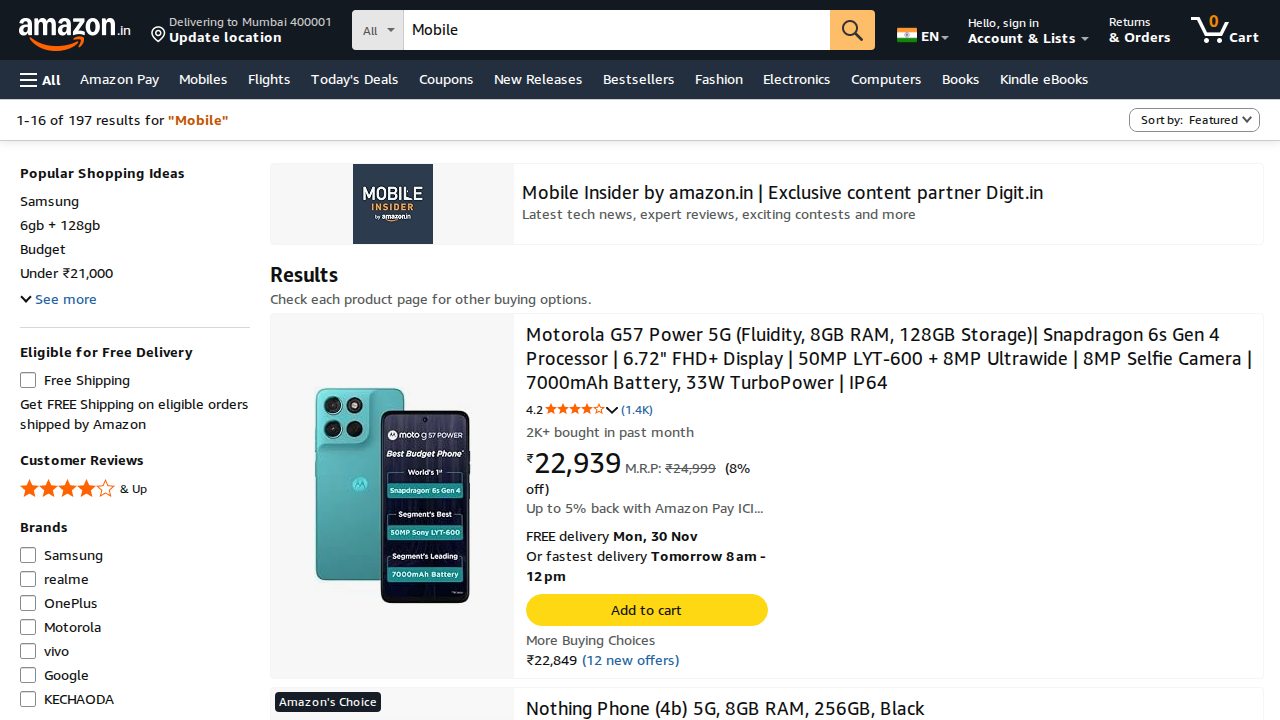 amazon.in
Delivering to Mumbai 400001
Update location
All
Mobile
EN
Hello, sign in
Account & Lists
Returns
& Orders
0
Cart
All
Amazon Pay
Mobiles
Flights
Today's Deals
Coupons
New Releases
Bestsellers
Fashion
Electronics
Computers
Books
Kindle eBooks
1-16 of 197 results for "Mobile"
Sort by: Featured
Popular Shopping Ideas
Samsung
6gb + 128gb
Budget
Under ₹21,000
See more
Eligible for Free Delivery
Free Shipping
Get FREE Shipping on eligible orders
shipped by Amazon
Customer Reviews
& Up
Brands
Samsung
realme
OnePlus
Motorola
vivo
Google
KECHAODA
MOBILE
INSIDER
by amazon.in
Mobile Insider by amazon.in | Exclusive content partner Digit.in
Latest tech news, expert reviews, exciting contests and more
Results
Check each product page for other buying options.
moto g57 POWER
Best Budget Phone*
World's 1st
Snapdragon 6s Gen 4
Segment's Best
50MP Sony LYT-600
Segment's Leading
7000mAh Battery
Motorola G57 Power 5G (Fluidity, 8GB RAM, 128GB Storage)| Snapdragon 6s Gen 4
Processor | 6.72" FHD+ Display | 50MP LYT-600 + 8MP Ultrawide | 8MP Selfie Camera |
7000mAh Battery, 33W TurboPower | IP64
4.2 (1.4K)
2K+ bought in past month
₹22,939 M.R.P: ₹24,999 (8%
off)
Up to 5% back with Amazon Pay ICI...
FREE delivery Mon, 30 Nov
Or fastest delivery Tomorrow 8 am -
12 pm
Add to cart
More Buying Choices
₹22,849 (12 new offers)
Amazon's Choice
Nothing Phone (4b) 5G, 8GB RAM, 256GB, Black